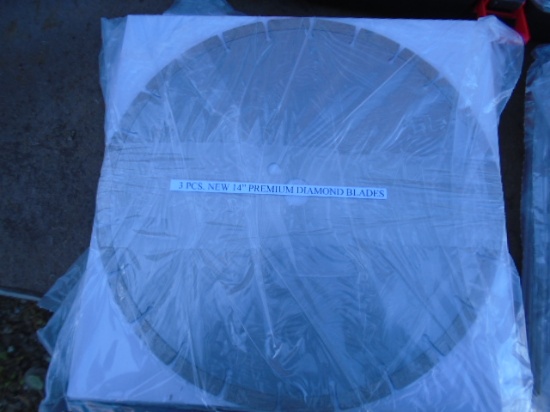 3 PCS. NEW 14" PREMIUM DIAMOND BLADES